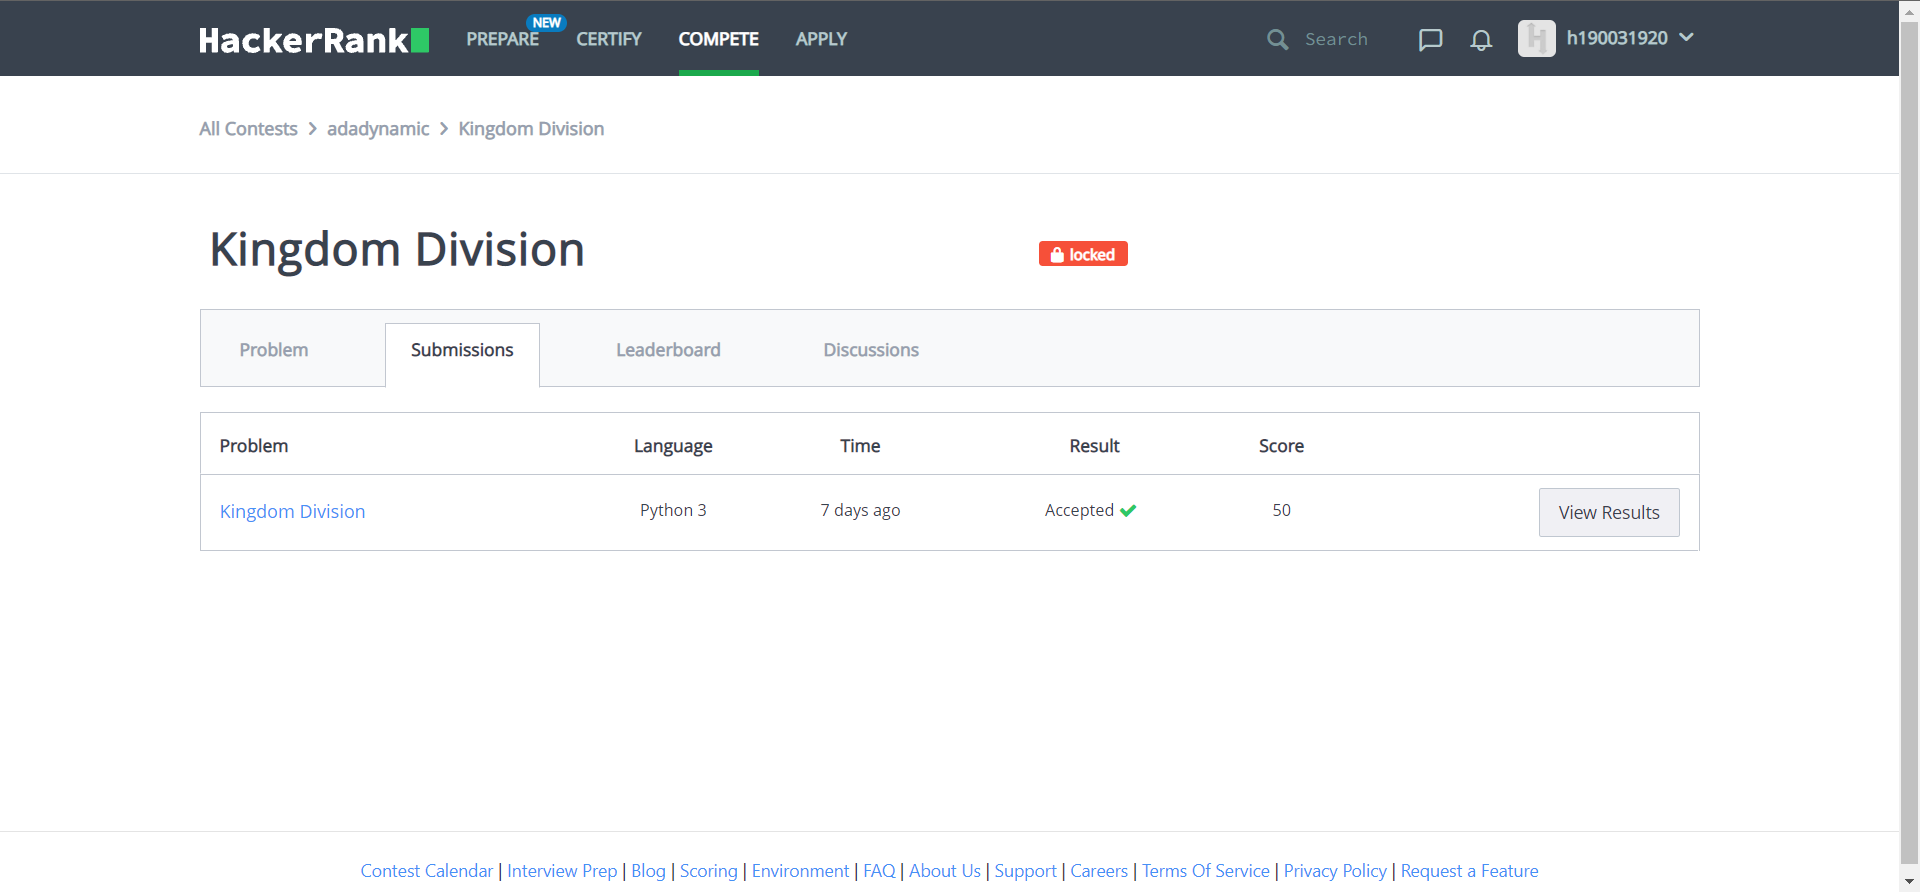 HackerRank PREPARE NEW CERTIFY COMPETE APPLY Search h190031920
All Contests > adadynamic > Kingdom Division
Kingdom Division locked
Problem Submissions Leaderboard Discussions
Problem Language Time Result Score
Kingdom Division Python 3 7 days ago Accepted 50 View Results
Contest Calendar | Interview Prep | Blog | Scoring | Environment | FAQ | About Us | Support | Careers | Terms Of Service | Privacy Policy | Request a Feature